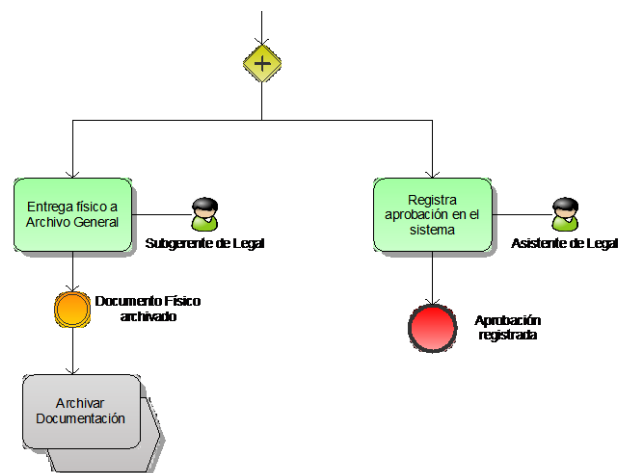 Entrega físico a
Archivo General
Subgerente de Legal
Registra
aprobación en el
sistema
Asistente de Legal
Documento Físico
archivado
Aprobación
registrada
Archivar
Documentación